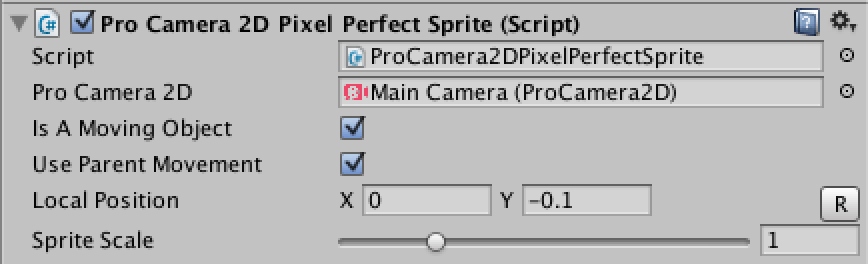 Pro Camera 2D Pixel Perfect Sprite (Script)
Script ProCamera2DPixelPerfectSprite
Pro Camera 2D Main Camera (ProCamera2D)
Is A Moving Object
Use Parent Movement
Local Position X 0 Y -0.1 R
Sprite Scale 1